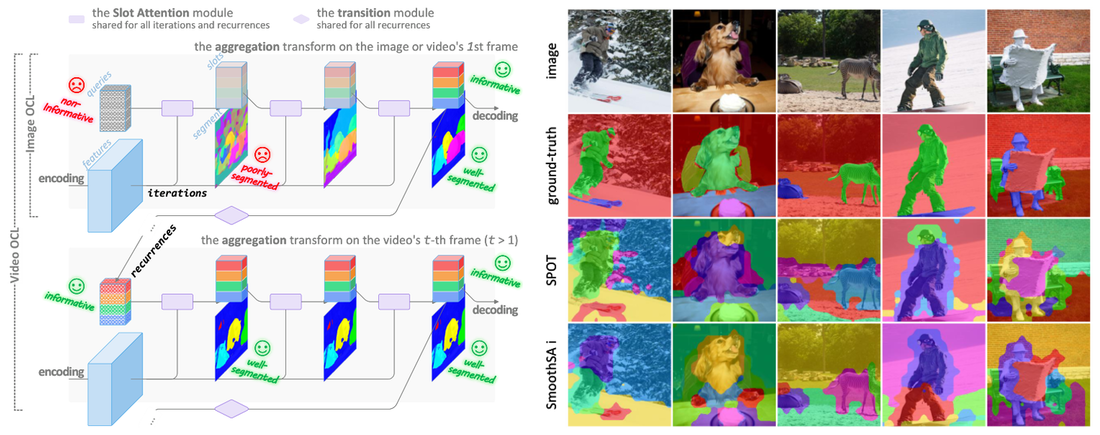 the Slot Attention module
shared for all iterations and recurrences
the transition module
shared for all recurrences
the aggregation transform on the image or video's 1st frame
slots
queries
non-
Informative
informative
segments
decoding
features
poorly-
segmented
well-
segmented
encoding
iterations
Image OCL
Video OCL
recurrences
the aggregation transform on the video's t-th frame (t > 1)
informative
informative
decoding
well-
segmented
well-
segmented
encoding
image
ground-truth
SPOT
SmoothSA i